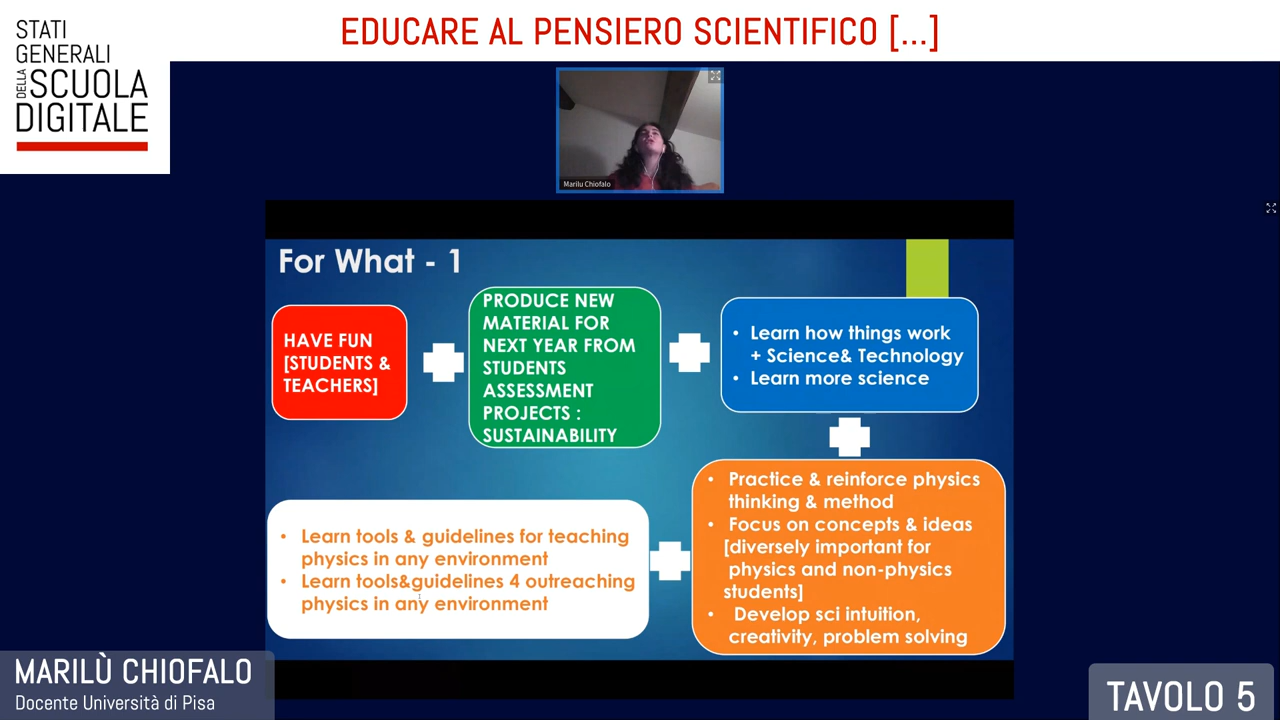 STATI
GENERALI
DELLA SCUOLA
DIGITALE
EDUCARE AL PENSIERO SCIENTIFICO [...]
Marilu Chiofalo
For What - 1
HAVE FUN
[STUDENTS &
TEACHERS]
PRODUCE NEW
MATERIAL FOR
NEXT YEAR FROM
STUDENTS
ASSESSMENT
PROJECTS :
SUSTAINABILITY
• Learn how things work
+ Science& Technology
• Learn more science
• Practice & reinforce physics
thinking & method
• Focus on concepts & ideas
[diversely important for
physics and non-physics
students]
• Develop sci intuition,
creativity, problem solving
• Learn tools & guidelines for teaching
physics in any environment
• Learn tools&guidelines 4 outreaching
physics in any environment
MARILÙ CHIOFALO
Docente Università di Pisa
TAVOLO 5